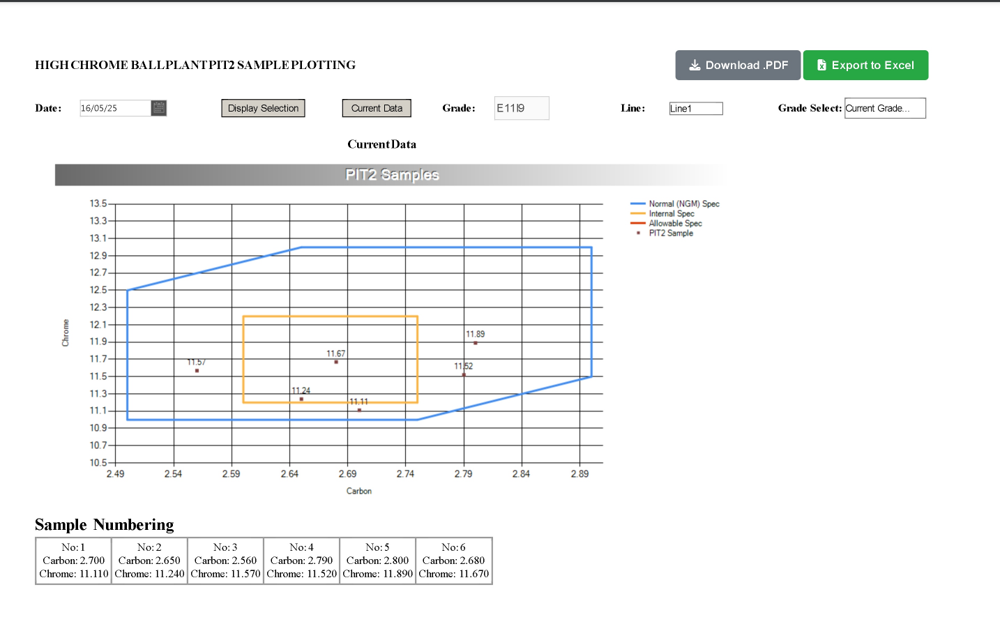 HIGH CHROME BALLPLANT PIT2 SAMPLE PLOTTING
Download .PDF
Export to Excel
Date: 16/05/25
Display Selection
Current Data
Grade: E11I9
Line: Line1
Grade Select: Current Grade...
Current Data
PIT2 Samples
Normal (NGM) Spec
Internal Spec
Allowable Spec
PIT2 Sample
13.5
13.3
13.1
12.9
12.7
12.5
12.3
12.1
11.9
11.7
11.5
11.3
11.1
10.9
10.7
10.5
Chrome
11.89
11.67
11.57
11.52
11.24
11.11
2.49 2.54 2.59 2.64 2.69 2.74 2.79 2.84 2.89
Carbon
Sample Numbering
No: 1 No: 2 No: 3 No: 4 No: 5 No: 6
Carbon: 2.700 Carbon: 2.650 Carbon: 2.560 Carbon: 2.790 Carbon: 2.800 Carbon: 2.680
Chrome: 11.110 Chrome: 11.240 Chrome: 11.570 Chrome: 11.520 Chrome: 11.890 Chrome: 11.670